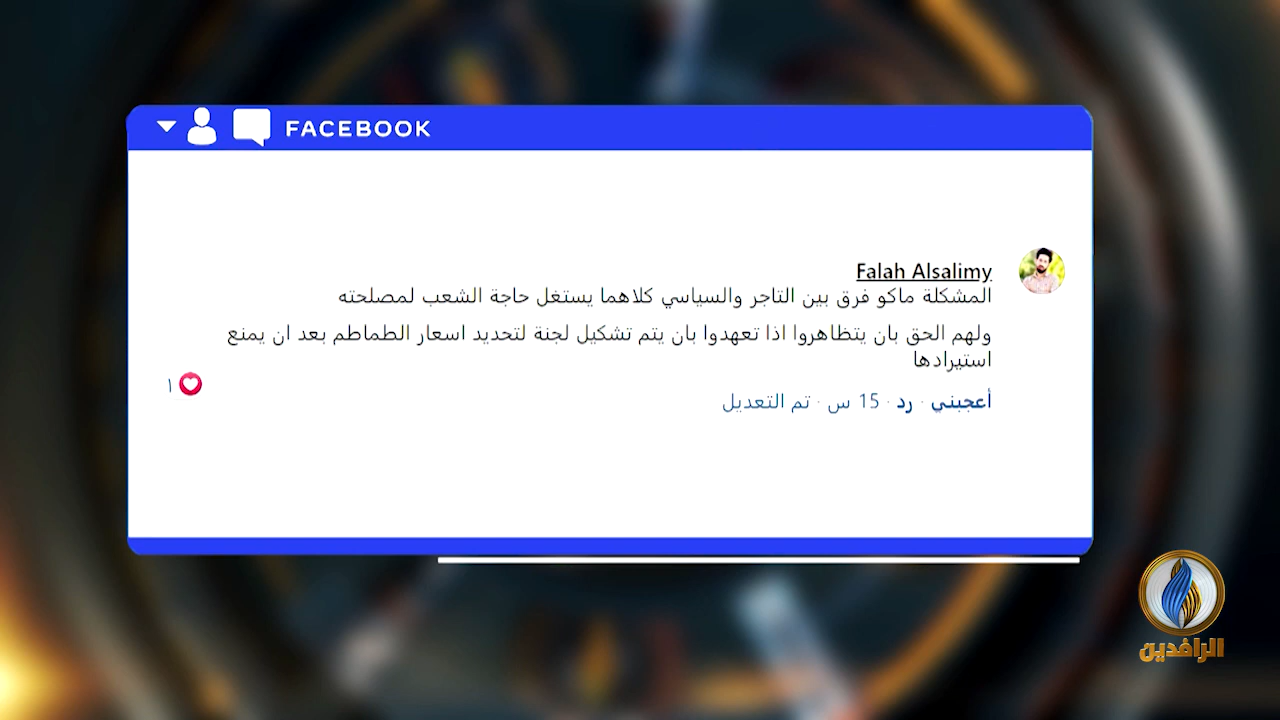 FACEBOOK
Falah Alsalimy
المشكلة ماكو فرق بين التاجر والسياسي كلاهما يستغل حاجة الشعب لمصلحته
ولهم الحق بان يتظاهروا اذا تعهدوا بان يتم تشكيل لجنة لتحديد اسعار الطماطم بعد ان يمنع
استيرادها
١
أعجبني · رد · 15 س · تم التعديل
الرافدين